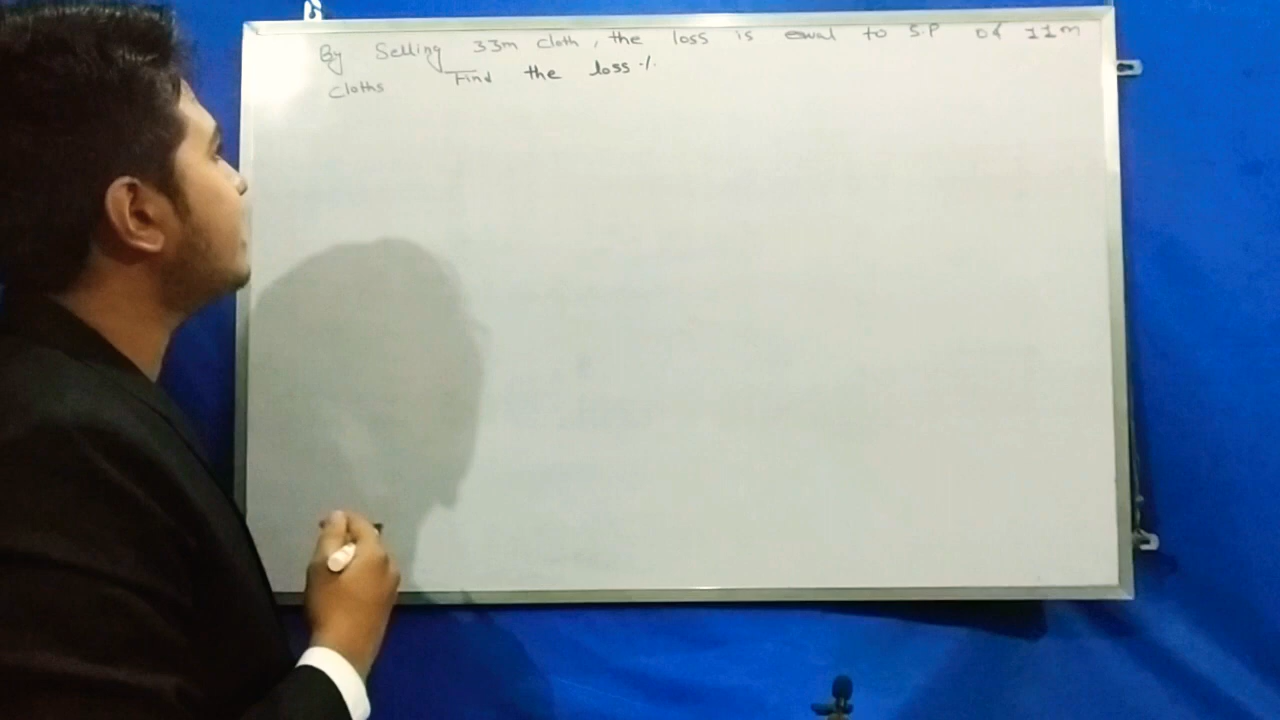 By Selling 33m cloth, the loss is ewal to S.P of 11m
cloths Find the loss %.